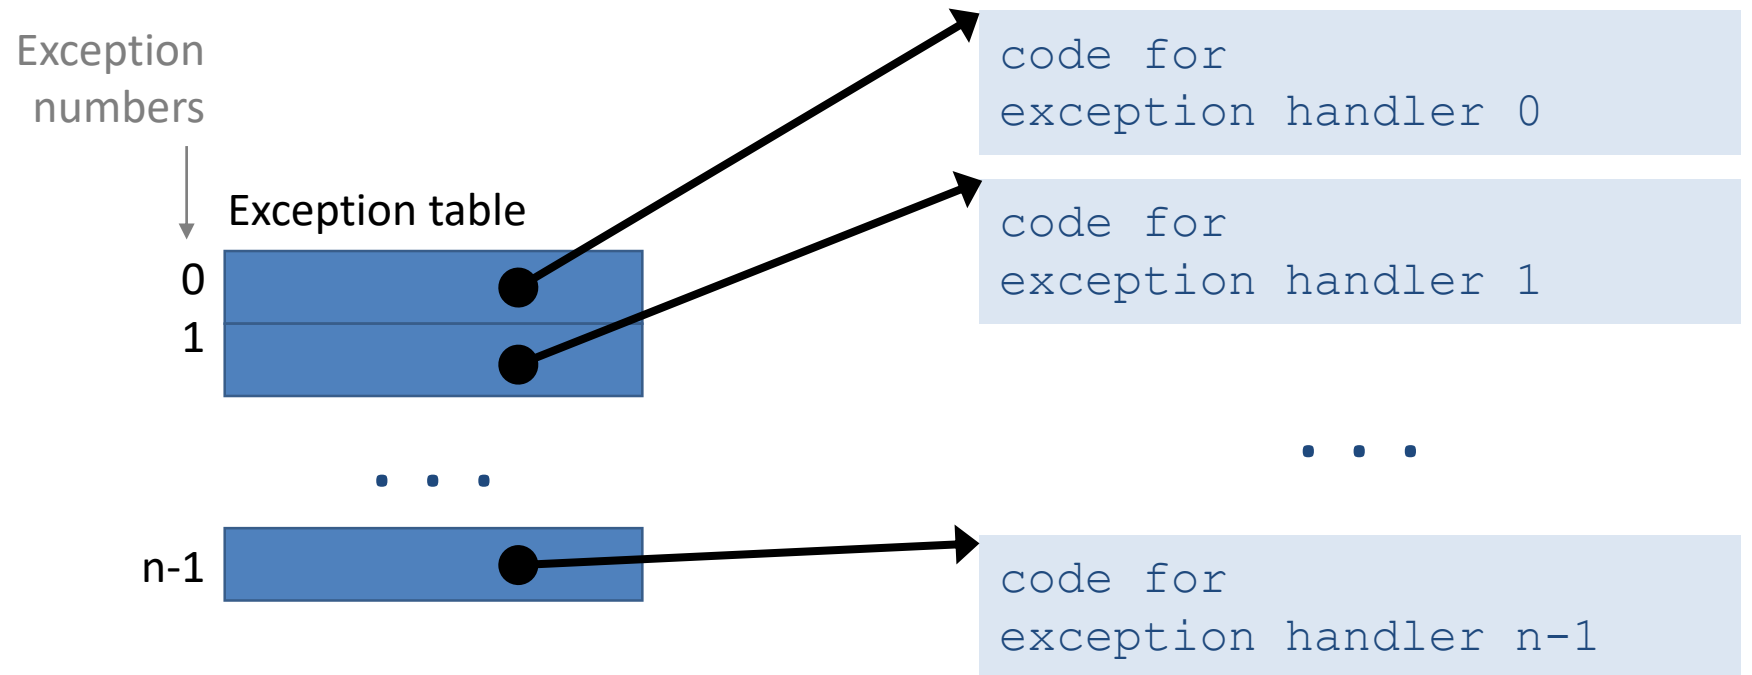 Exception
numbers
Exception table
0
1
. . .
n-1
code for
exception handler 0
code for
exception handler 1
. . .
code for
exception handler n-1